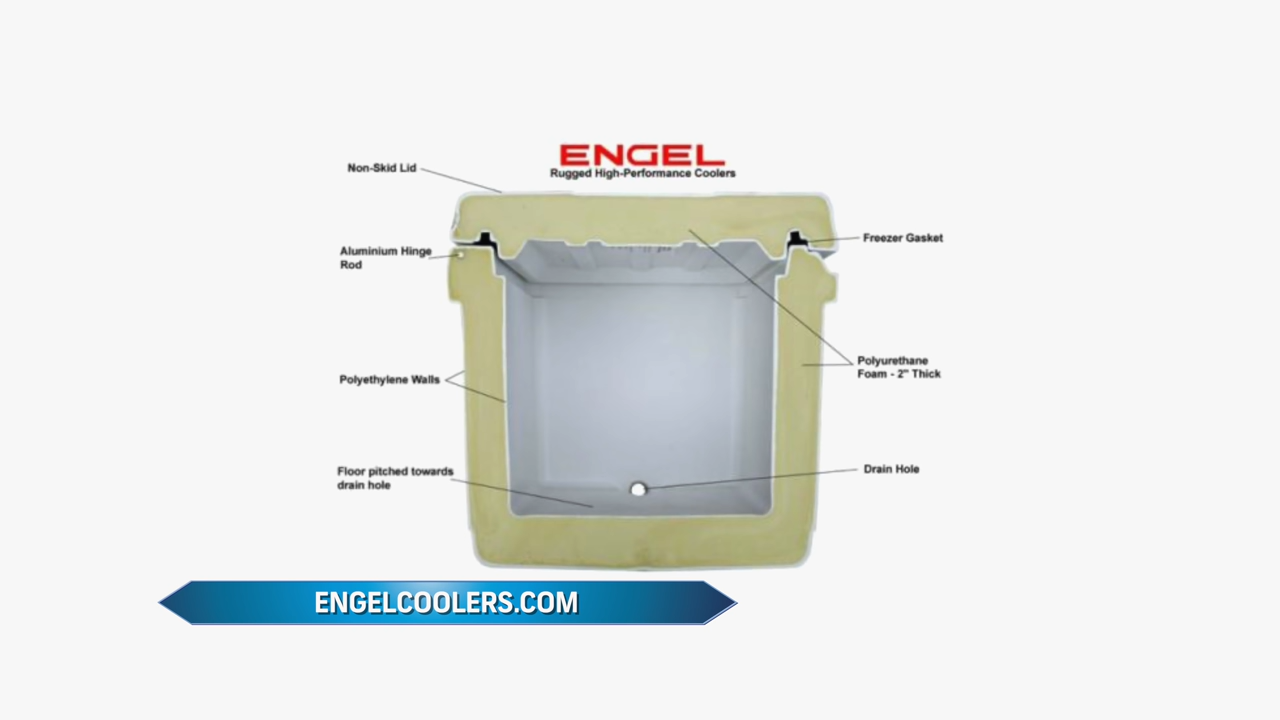 ENGEL
Rugged High-Performance Coolers
Non-Skid Lid
Freezer Gasket
Aluminium Hinge
Rod
Polyurethane
Foam - 2" Thick
Polyethylene Walls
Floor pitched towards
drain hole
Drain Hole
ENGELCOOLERS.COM